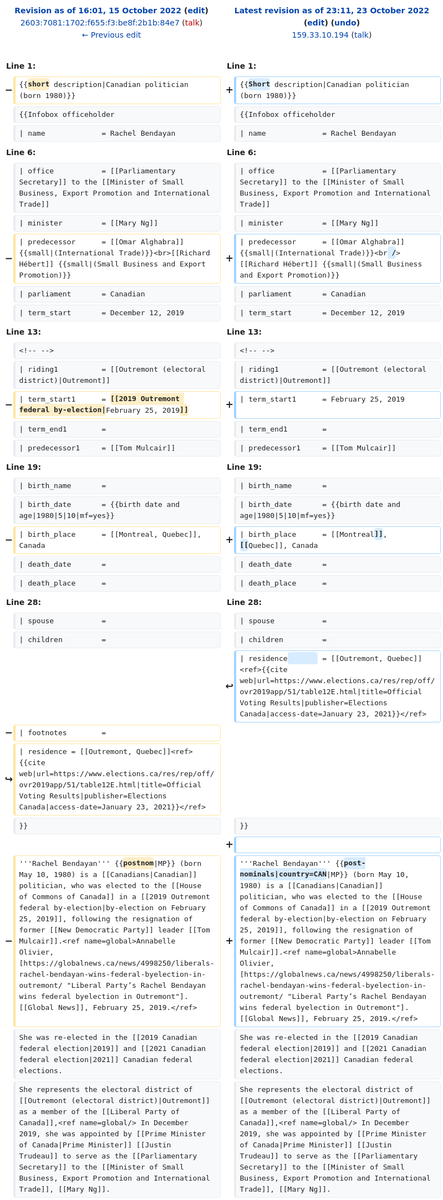 Revision as of 16:01, 15 October 2022 (edit)
2603:7081:1702:f655:f3:be8f:2b1b:84e7 (talk)
← Previous edit
Latest revision as of 23:11, 23 October 2022
(edit) (undo)
159.33.10.194 (talk)
Line 1:
Line 1:
− {{short description|Canadian politician
(born 1980)}}
+ {{Short description|Canadian politician
(born 1980)}}
{{Infobox officeholder
{{Infobox officeholder
| name = Rachel Bendayan
| name = Rachel Bendayan
Line 6:
Line 6:
| office = [[Parliamentary
Secretary]] to the [[Minister of Small
Business, Export Promotion and International
Trade]]
| office = [[Parliamentary
Secretary]] to the [[Minister of Small
Business, Export Promotion and International
Trade]]
| minister = [[Mary Ng]]
| minister = [[Mary Ng]]
− | predecessor = [[Omar Alghabra]]
{{small|(International Trade)}}<br>[[Richard
Hébert]] {{small|(Small Business and Export
Promotion)}}
+ | predecessor = [[Omar Alghabra]]
{{small|(International Trade)}}<br />
[[Richard Hébert]] {{small|(Small Business
and Export Promotion)}}
| parliament = Canadian
| parliament = Canadian
| term_start = December 12, 2019
| term_start = December 12, 2019
Line 13:
Line 13:
<!-- -->
<!-- -->
| riding1 = [[Outremont (electoral
district)|Outremont]]
| riding1 = [[Outremont (electoral
district)|Outremont]]
− | term_start1 = [[2019 Outremont
federal by-election|February 25, 2019]]
+ | term_start1 = February 25, 2019
| term_end1 =
| term_end1 =
| predecessor1 = [[Tom Mulcair]]
| predecessor1 = [[Tom Mulcair]]
Line 19:
Line 19:
| birth_name =
| birth_name =
| birth_date = {{birth date and
age|1980|5|10|mf=yes}}
| birth_date = {{birth date and
age|1980|5|10|mf=yes}}
− | birth_place = [[Montreal, Quebec]],
Canada
+ | birth_place = [[Montreal]],
[[Quebec]], Canada
| death_date =
| death_date =
| death_place =
| death_place =
Line 28:
Line 28:
| spouse =
| spouse =
| children =
| children =
↩ | residence = [[Outremont, Quebec]]
<ref>{{cite
web|url=https://www.elections.ca/res/rep/off/
ovr2019app/51/table12E.html|title=Official
Voting Results|publisher=Elections
Canada|access-date=January 23, 2021}}</ref>
− | footnotes =
↪ | residence = [[Outremont, Quebec]]<ref>
{{cite
web|url=https://www.elections.ca/res/rep/off/
ovr2019app/51/table12E.html|title=Official
Voting Results|publisher=Elections
Canada|access-date=January 23, 2021}}</ref>
}}
}}
+
− '''Rachel Bendayan''' {{postnom|MP}} (born
May 10, 1980) is a [[Canadians|Canadian]]
politician, who was elected to the [[House
of Commons of Canada]] in a [[2019 Outremont
federal by-election|by-election on February
25, 2019]], following the resignation of
former [[New Democratic Party]] leader [[Tom
Mulcair]].<ref name=global>Annabelle
Olivier,
[https://globalnews.ca/news/4998250/liberals-
rachel-bendayan-wins-federal-byelection-in-
outremont/ "Liberal Party’s Rachel Bendayan
wins federal byelection in Outremont"].
[[Global News]], February 25, 2019.</ref>
+ '''Rachel Bendayan''' {{post-
nominals|country=CAN|MP}} (born May 10,
1980) is a [[Canadians|Canadian]]
politician, who was elected to the [[House
of Commons of Canada]] in a [[2019 Outremont
federal by-election|by-election on February
25, 2019]], following the resignation of
former [[New Democratic Party]] leader [[Tom
Mulcair]].<ref name=global>Annabelle
Olivier,
[https://globalnews.ca/news/4998250/liberals-
rachel-bendayan-wins-federal-byelection-in-
outremont/ "Liberal Party’s Rachel Bendayan
wins federal byelection in Outremont"].
[[Global News]], February 25, 2019.</ref>
She was re-elected in the [[2019 Canadian
federal election|2019]] and [[2021 Canadian
federal election|2021]] Canadian federal
elections.
She was re-elected in the [[2019 Canadian
federal election|2019]] and [[2021 Canadian
federal election|2021]] Canadian federal
elections.
She represents the electoral district of
[[Outremont (electoral district)|Outremont]]
as a member of the [[Liberal Party of
Canada]],<ref name=global/> In December
2019, she was appointed by [[Prime Minister
of Canada|Prime Minister]] [[Justin
Trudeau]] to serve as the [[Parliamentary
Secretary]] to the [[Minister of Small
Business, Export Promotion and International
Trade]], [[Mary Ng]].
She represents the electoral district of
[[Outremont (electoral district)|Outremont]]
as a member of the [[Liberal Party of
Canada]],<ref name=global/> In December
2019, she was appointed by [[Prime Minister
of Canada|Prime Minister]] [[Justin
Trudeau]] to serve as the [[Parliamentary
Secretary]] to the [[Minister of Small
Business, Export Promotion and International
Trade]], [[Mary Ng]].